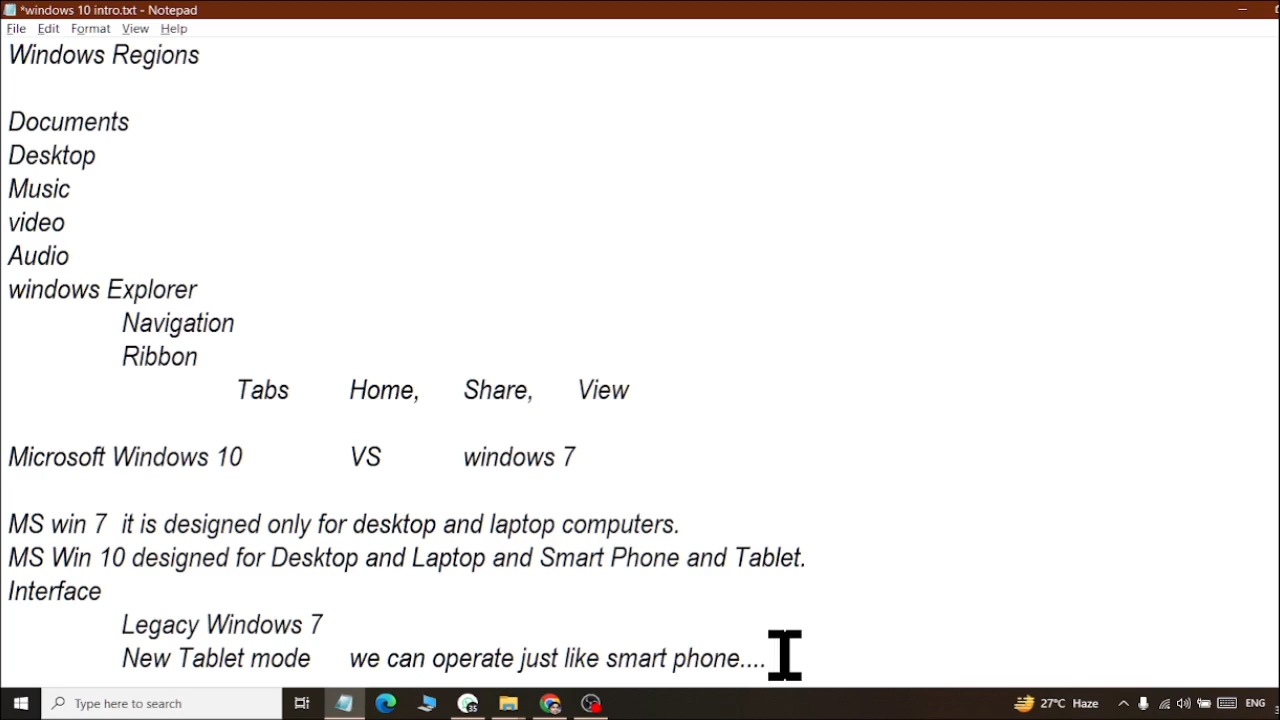 *windows 10 intro.txt - Notepad
File Edit Format View Help
Windows Regions
Documents
Desktop
Music
video
Audio
windows Explorer
Navigation
Ribbon
Tabs Home, Share, View
Microsoft Windows 10 VS windows 7
MS win 7 it is designed only for desktop and laptop computers.
MS Win 10 designed for Desktop and Laptop and Smart Phone and Tablet.
Interface
Legacy Windows 7
New Tablet mode we can operate just like smart phone....
Type here to search 27°C Haze ENG